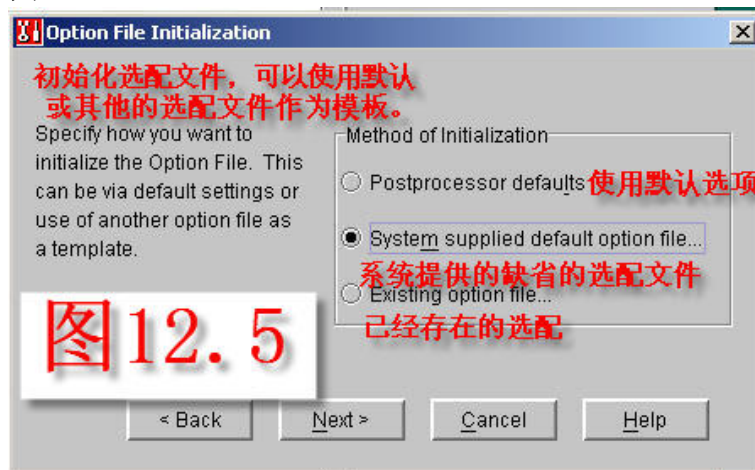 Option File Initialization
初始化选配文件，可以使用默认
或其他的选配文件作为模板。
Specify how you want to
initialize the Option File. This
can be via default settings or
use of another option file as
a template.
Method of Initialization
Postprocessor defaults 使用默认选项
System supplied default option file...
系统提供的缺省的选配文件
Existing option file...
已经存在的选配
图12.5
< Back Next > Cancel Help